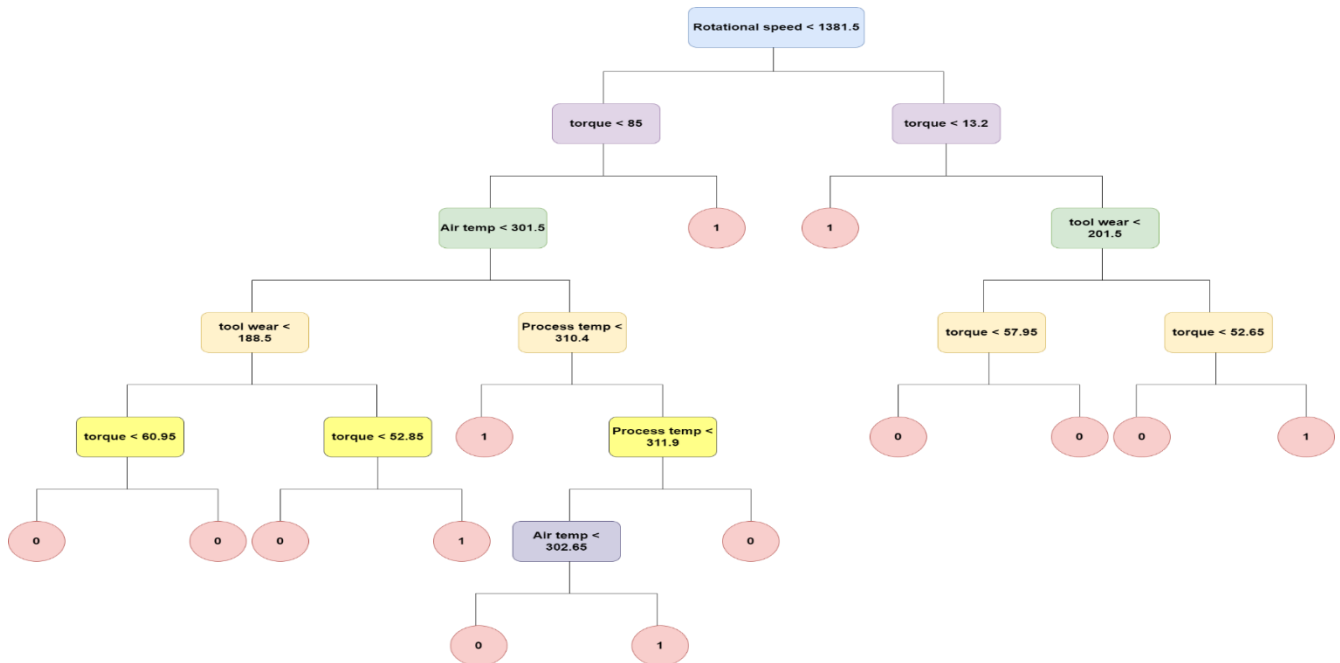 Rotational speed < 1381.5
torque < 85
torque < 13.2
Air temp < 301.5
1
1
tool wear <
201.5
tool wear <
188.5
Process temp <
310.4
torque < 57.95
torque < 52.65
torque < 60.95
torque < 52.85
1
Process temp <
311.9
0
0
0
1
0
0
0
1
Air temp <
302.65
0
0
1